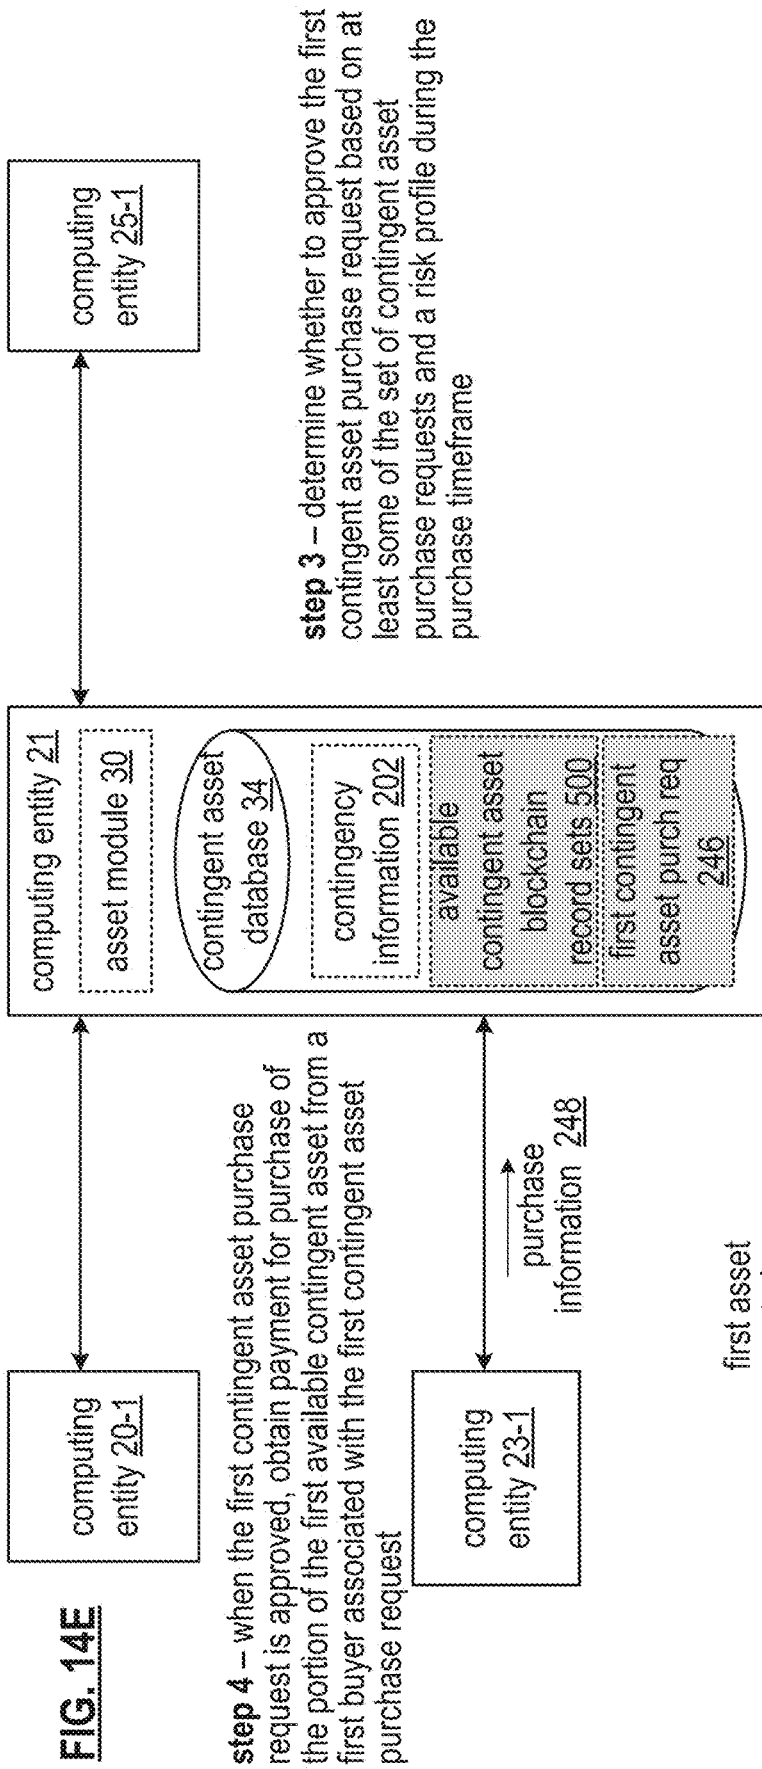 FIG. 14E
computing
entity 20-1
computing entity 21
asset module 30
computing
entity 25-1
step 4 – when the first contingent asset purchase
request is approved, obtain payment for purchase of
the portion of the first available contingent asset from a
first buyer associated with the first contingent asset
purchase request
contingent asset
database 34
contingency
information 202
available
contingent asset
blockchain
record sets 500
first contingent
asset purch req
246
step 3 – determine whether to approve the first
contingent asset purchase request based on at
least some of the set of contingent asset
purchase requests and a risk profile during the
purchase timeframe
computing
entity 23-1
purchase
information 248
first asset